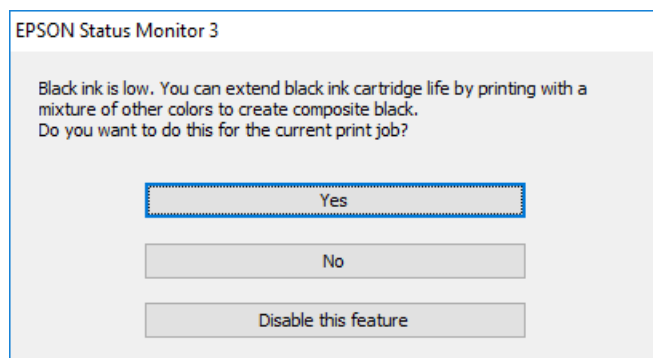 EPSON Status Monitor 3
Black ink is low. You can extend black ink cartridge life by printing with a
mixture of other colors to create composite black.
Do you want to do this for the current print job?
Yes
No
Disable this feature